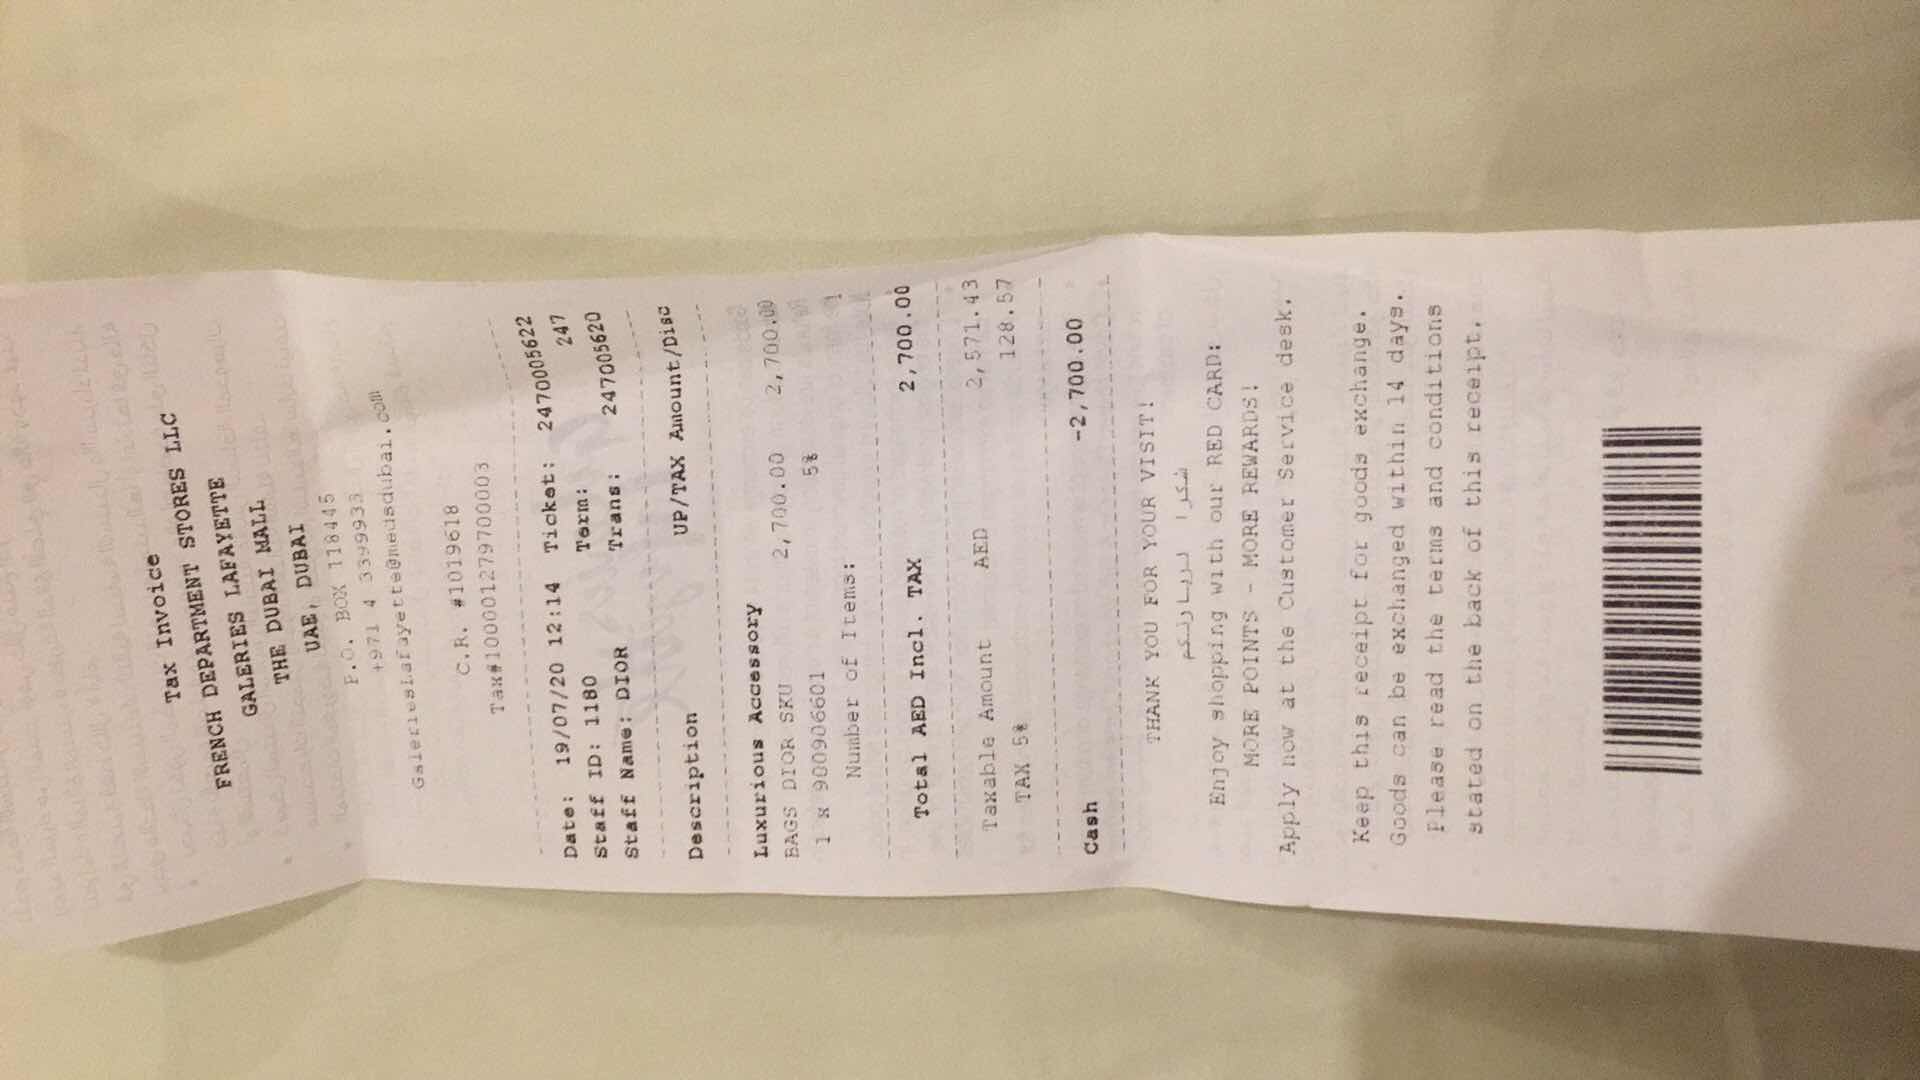 Tax Invoice
FRENCH DEPARTMENT STORES LLC
GALERIES LAFAYETTE
THE DUBAI MALL
UAE, DUBAI
P.O. BOX 118445
+971 4 3399933
GaleriesLafayette@medsdubai.com
C.R. #1019618
Tax#100001279700003
Date: 19/07/20 12:14 Ticket: 2470005622
Staff ID: 1180 Term: 247
Staff Name: DIOR Trans: 247005620
Description UP/TAX Amount/Disc
Luxurious Accessory
BAGS DIOR SKU 2,700.00 2,700.00
1 x 900906601 5%
Number of Items: 1
Total AED Incl. TAX 2,700.00
Taxable Amount AED 2,571.43
TAX 5% 128.57
Cash -2,700.00
THANK YOU FOR YOUR VISIT!
شكرا لزيارتكم
Enjoy shopping with our RED CARD:
MORE POINTS - MORE REWARDS!
Apply now at the Customer Service desk.
Keep this receipt for goods exchange.
Goods can be exchanged within 14 days.
Please read the terms and conditions
stated on the back of this receipt.